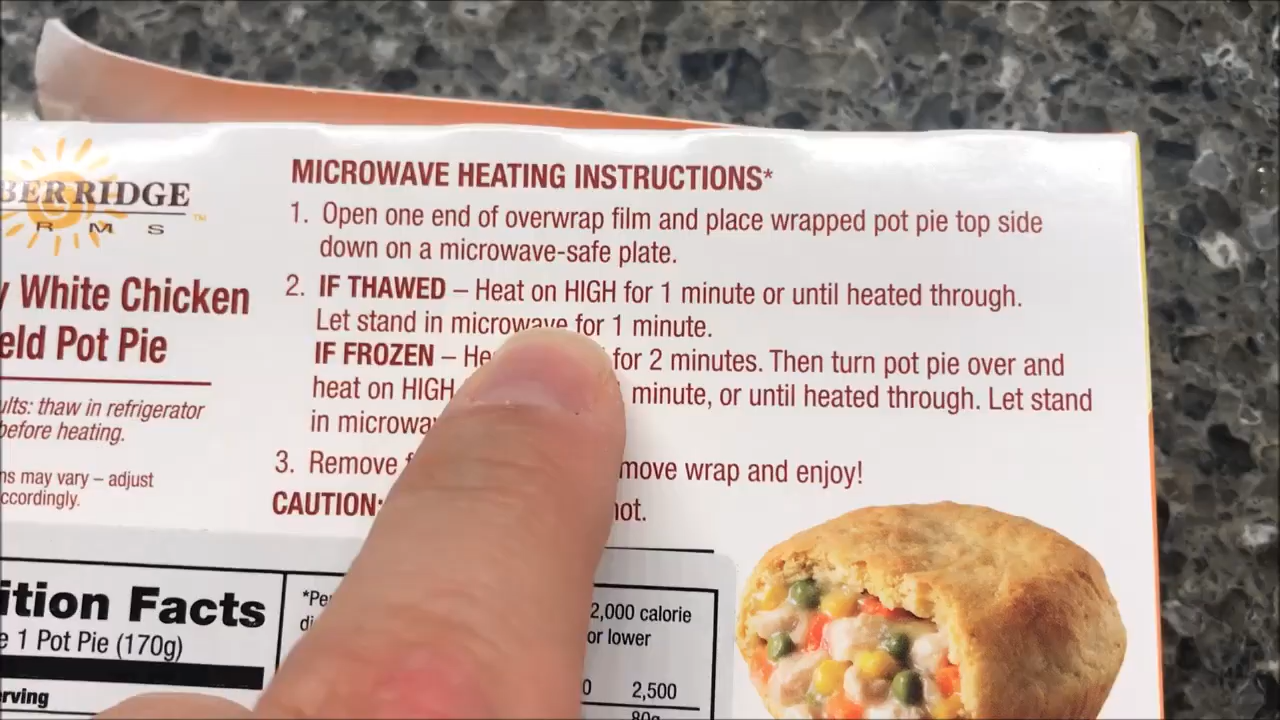 BER RIDGE
R M S
™
White Chicken
eld Pot Pie
ults: thaw in refrigerator
before heating.
ns may vary – adjust
ccordingly.
MICROWAVE HEATING INSTRUCTIONS*
1. Open one end of overwrap film and place wrapped pot pie top side
down on a microwave-safe plate.
2. IF THAWED – Heat on HIGH for 1 minute or until heated through.
Let stand in microwave for 1 minute.
IF FROZEN – He for 2 minutes. Then turn pot pie over and
heat on HIGH minute, or until heated through. Let stand
in microwa
3. Remove move wrap and enjoy!
CAUTION: hot.
ition Facts
e 1 Pot Pie (170g)
erving
*Pe 2,000 calorie
di or lower
0 2,500
80g